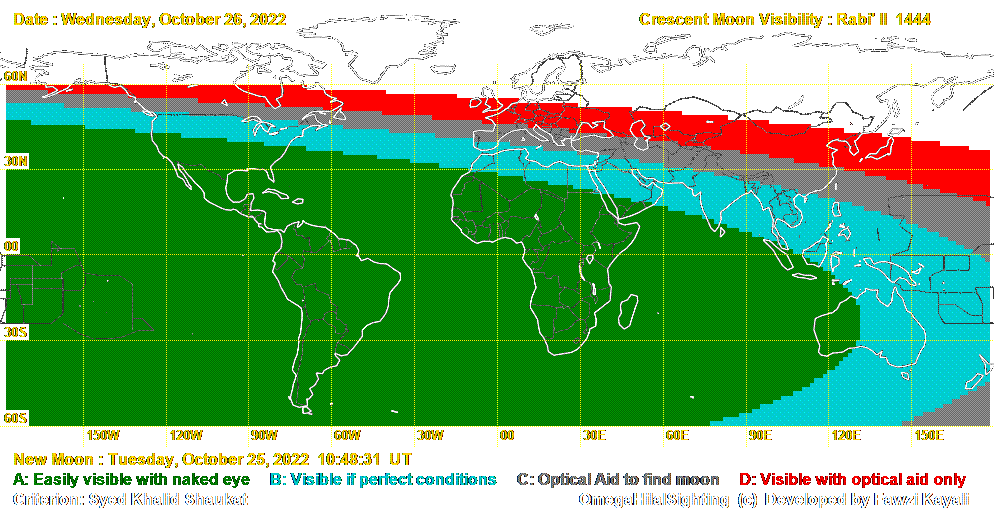 Date : Wednesday, October 26, 2022 Crescent Moon Visibility : Rabi' II 1444
60N
30N
00
30S
60S
150W 120W 90W 60W 30W 00 30E 60E 90E 120E 150E
New Moon : Tuesday, October 25, 2022 10:48:31 UT
A: Easily visible with naked eye B: Visible if perfect conditions C: Optical Aid to find moon D: Visible with optical aid only
Criterion: Syed Khalid Shaukat OmegaHilalSighting (c) Developed by Fawzi Kayali